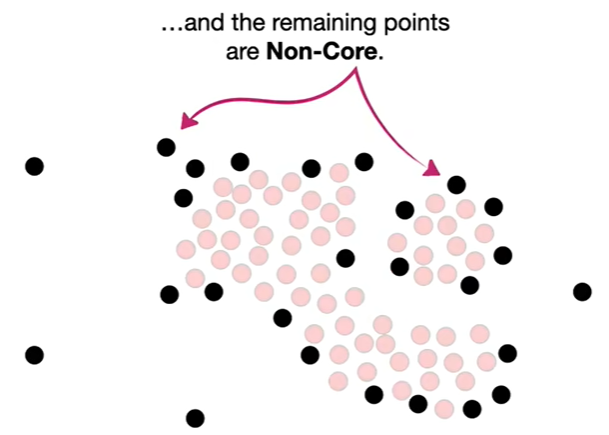 …and the remaining points
are Non-Core.